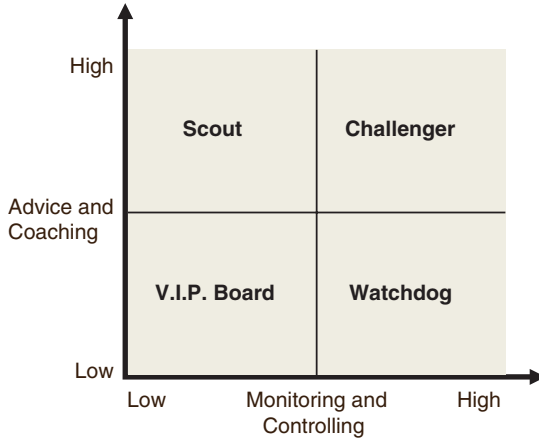 High
Scout
Challenger
Advice and
Coaching
V.I.P. Board
Watchdog
Low
Low
Monitoring and
Controlling
High